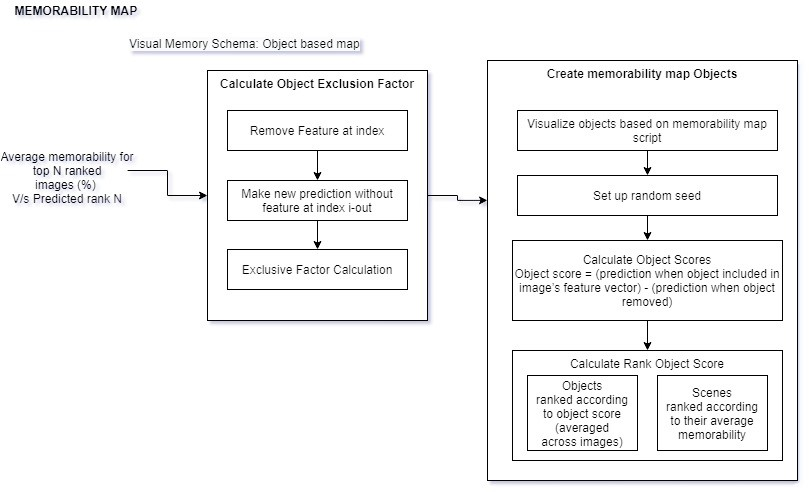 MEMORABILITY MAP
Visual Memory Schema: Object based map
Average memorability for
top N ranked
images (%)
V/s Predicted rank N
Calculate Object Exclusion Factor
Remove Feature at index
Make new prediction without
feature at index i-out
Exclusive Factor Calculation
Create memorability map Objects
Visualize objects based on memorability map
script
Set up random seed
Calculate Object Scores
Object score = (prediction when object included in
image's feature vector) - (prediction when object
removed)
Calculate Rank Object Score
Objects
ranked according
to object score
(averaged
across images)
Scenes
ranked according
to their average
memorability